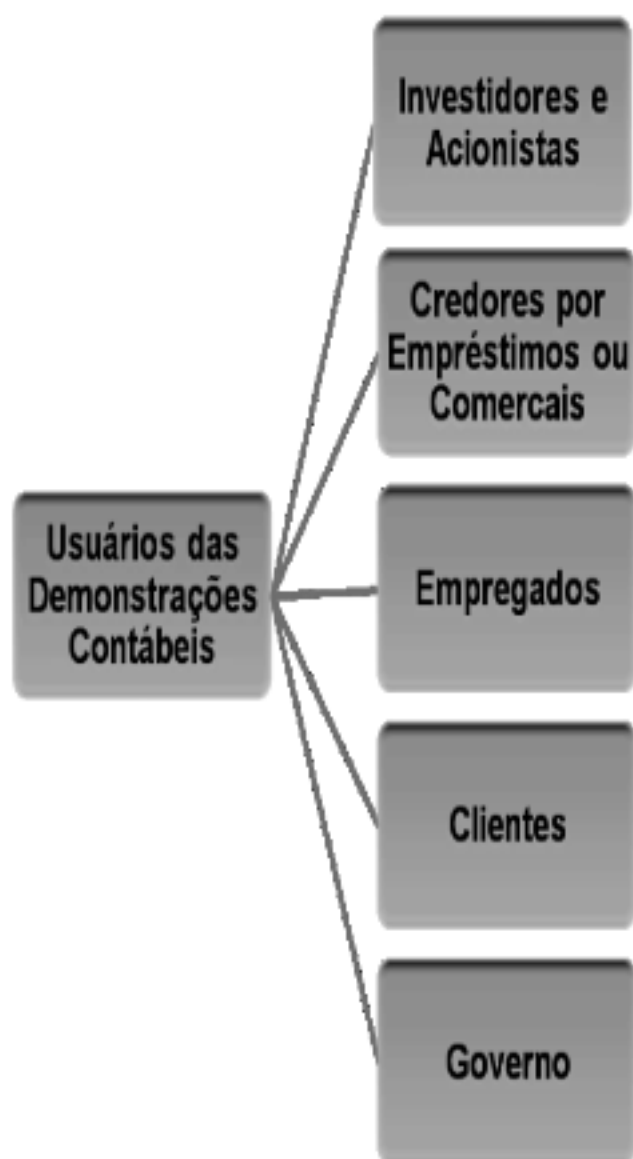 Investidores e
Acionistas
Credores por
Empréstimos ou
Comercais
Usuários das
Demonstrações
Contábeis
Empregados
Clientes
Governo